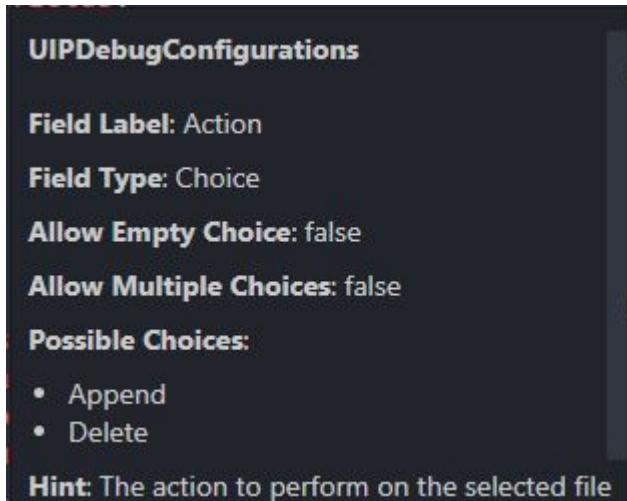 UIPDebugConfigurations
Field Label: Action
Field Type: Choice
Allow Empty Choice: false
Allow Multiple Choices: false
Possible Choices:
• Append
• Delete
Hint: The action to perform on the selected file